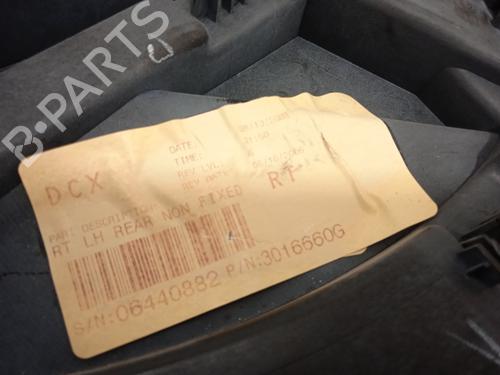 B-PARTS
DCX
DATE:
TIME:
REV LVL:
REV DATE:
RT
PART DESCRIPTION:
RT LH REAR NON FIXED
S/N:06440882 P/N:3016660G